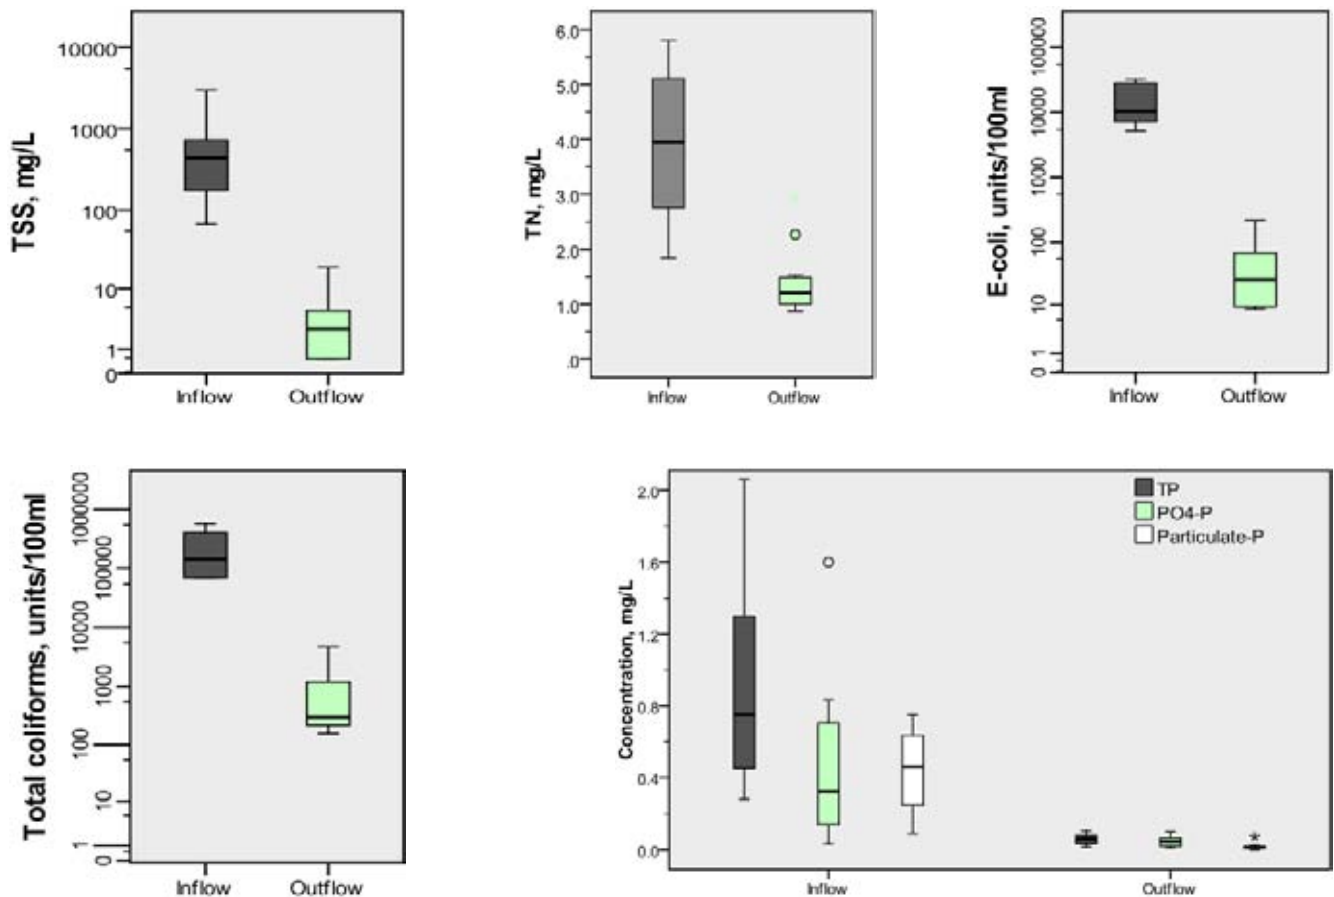 TSS, mg/L
10000
1000
100
10
1
0
Inflow Outflow
TN, mg/L
6.0
5.0
4.0
3.0
2.0
1.0
.0
Inflow Outflow
E-coli, units/100ml
100000
10000
1000
100
10
1
0
Inflow Outflow
Total coliforms, units/100ml
1000000
100000
10000
1000
100
10
1
0
Inflow Outflow
Concentration, mg/L
2.0
1.6
1.2
0.8
0.4
0.0
TP
PO4-P
Particulate-P
Inflow Outflow